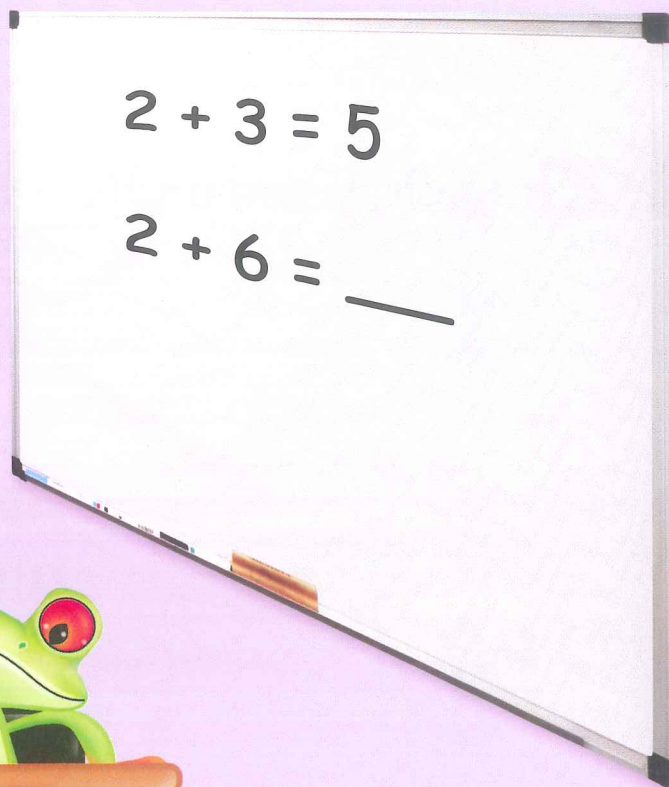 2 + 3 = 5
2 + 6 = ___